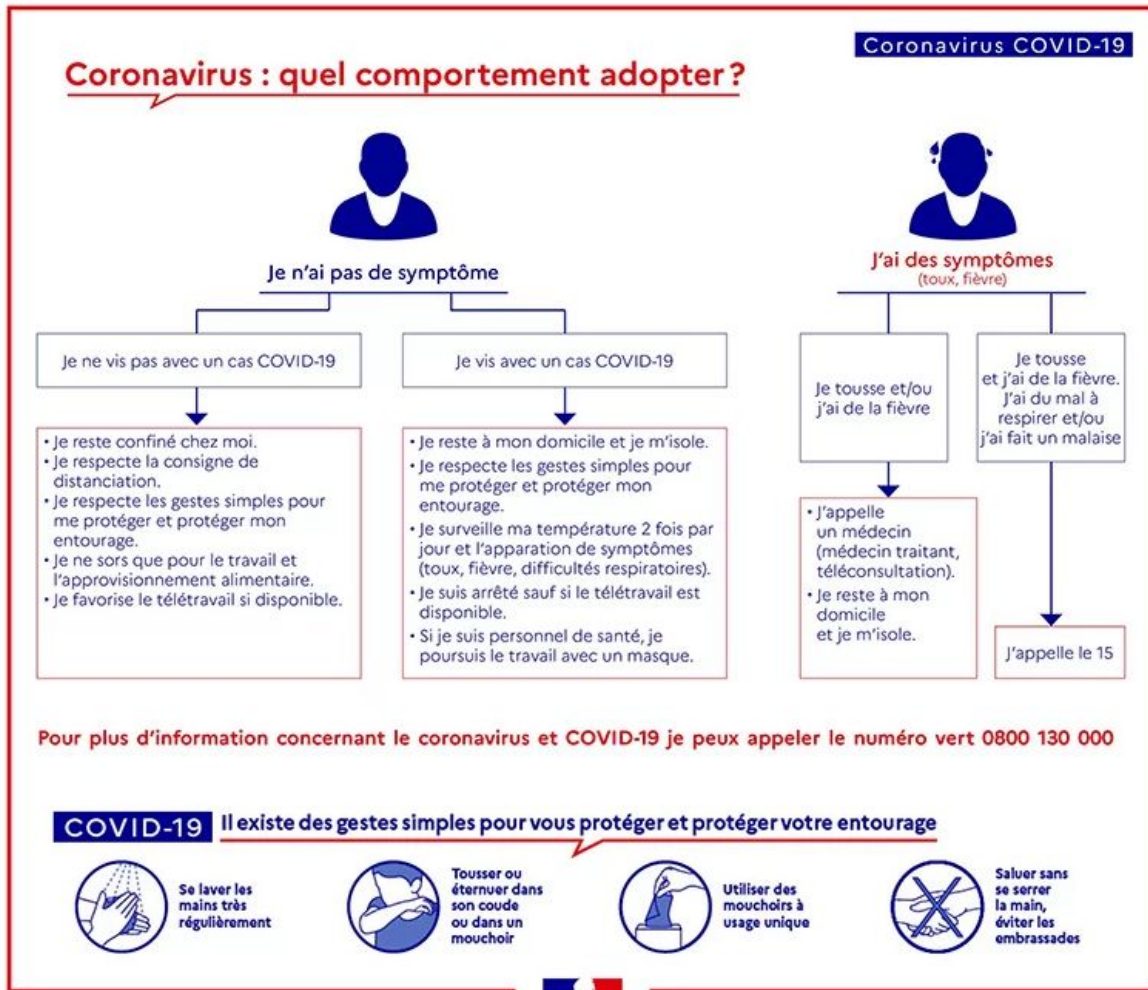 Coronavirus COVID-19
Coronavirus : quel comportement adopter ?
Je n'ai pas de symptôme
Je ne vis pas avec un cas COVID-19
• Je reste confiné chez moi.
• Je respecte la consigne de
distanciation.
• Je respecte les gestes simples pour
me protéger et protéger mon
entourage.
• Je ne sors que pour le travail et
l'approvisionnement alimentaire.
• Je favorise le télétravail si disponible.
Je vis avec un cas COVID-19
• Je reste à mon domicile et je m'isole.
• Je respecte les gestes simples pour
me protéger et protéger mon
entourage.
• Je surveille ma température 2 fois par
jour et l'apparation de symptômes
(toux, fièvre, difficultés respiratoires).
• Je suis arrêté sauf si le télétravail est
disponible.
• Si je suis personnel de santé, je
poursuis le travail avec un masque.
J'ai des symptômes
(toux, fièvre)
Je tousse et/ou
j'ai de la fièvre
• J'appelle
un médecin
(médecin traitant,
téléconsultation).
• Je reste à mon
domicile
et je m'isole.
Je tousse
et j'ai de la fièvre.
J'ai du mal à
respirer et/ou
j'ai fait un malaise
J'appelle le 15
Pour plus d'information concernant le coronavirus et COVID-19 je peux appeler le numéro vert 0800 130 000
COVID-19 Il existe des gestes simples pour vous protéger et protéger votre entourage
Se laver les
mains très
régulièrement
Tousser ou
éternuer dans
son coude
ou dans un
mouchoir
Utiliser des
mouchoirs à
usage unique
Saluer sans
se serrer
la main,
éviter les
embrassades